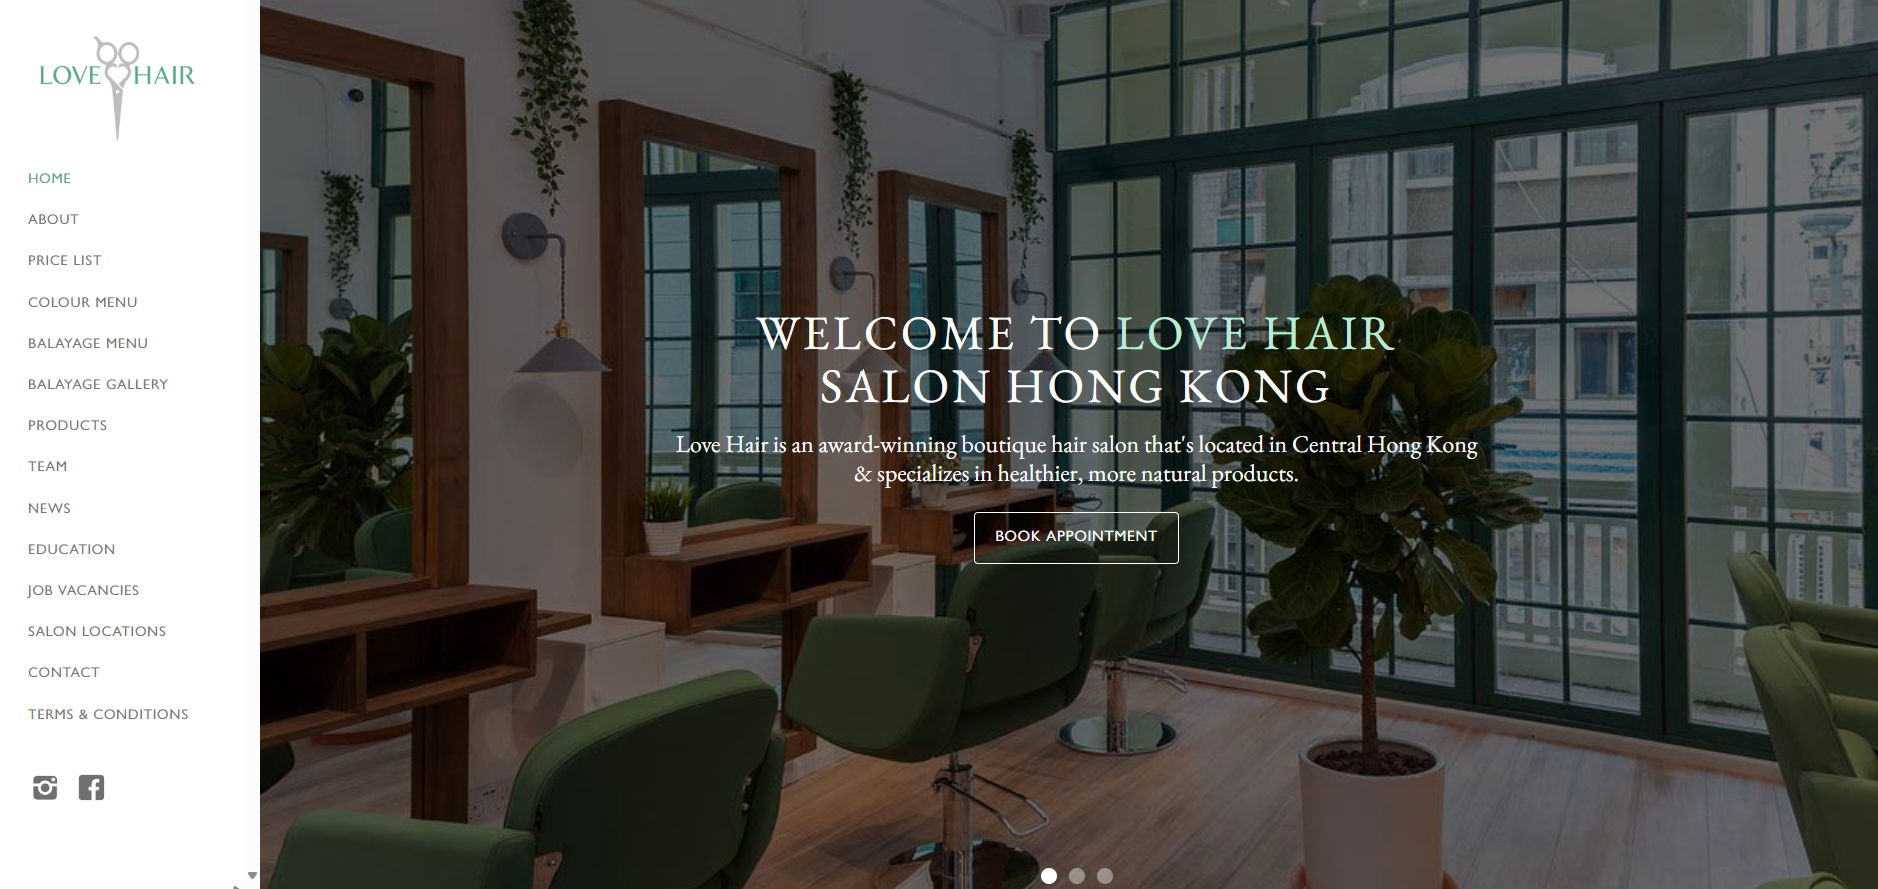 LOVE HAIR
HOME
ABOUT
PRICE LIST
COLOUR MENU
BALAYAGE MENU
BALAYAGE GALLERY
PRODUCTS
TEAM
NEWS
EDUCATION
JOB VACANCIES
SALON LOCATIONS
CONTACT
TERMS & CONDITIONS
WELCOME TO LOVE HAIR
SALON HONG KONG
Love Hair is an award-winning boutique hair salon that's located in Central Hong Kong
& specializes in healthier, more natural products.
BOOK APPOINTMENT